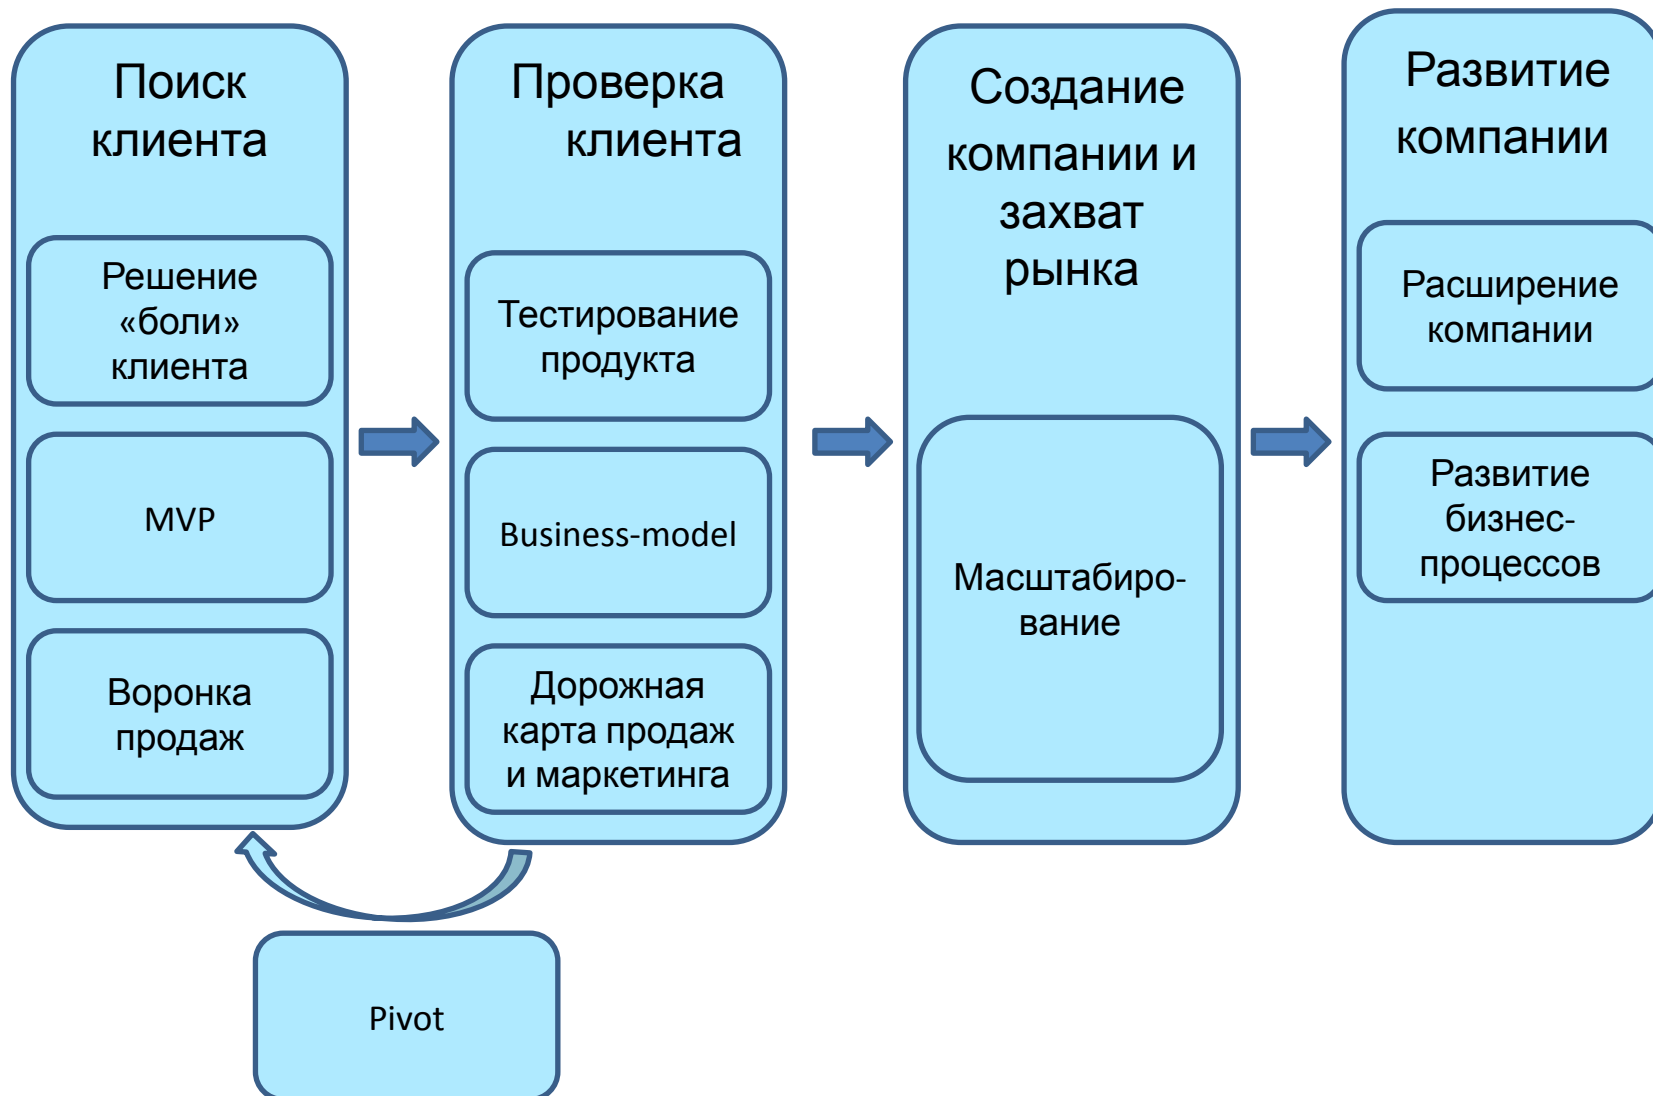 Поиск
клиента
Решение
«боли»
клиента
MVP
Воронка
продаж
Проверка
клиента
Тестирование
продукта
Business-model
Дорожная
карта продаж
и маркетинга
Создание
компании и
захват
рынка
Масштабиро-
вание
Развитие
компании
Расширение
компании
Развитие
бизнес-
процессов
Pivot